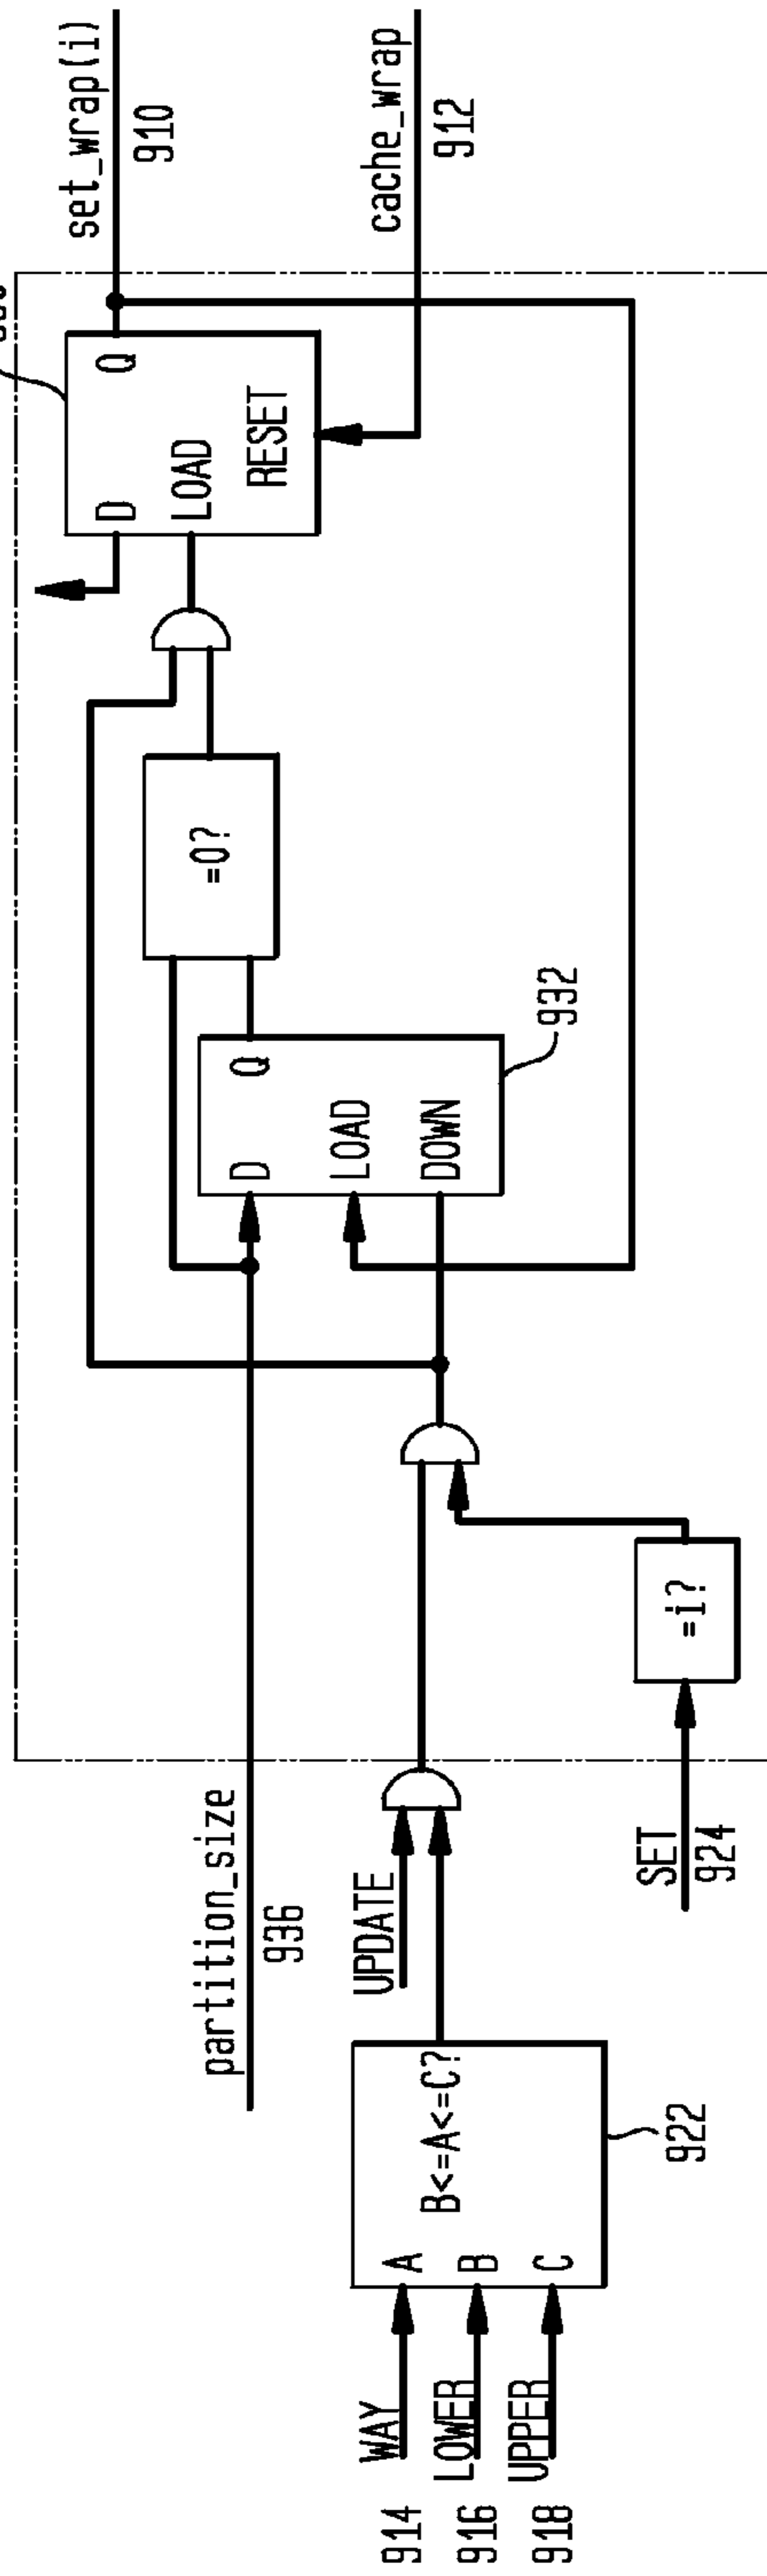 WAY
914
LOWER
916
UPPER
918
A
B
C
B<=A<=C?
922
partition_size
936
UPDATE
SET
924
=i?
D
Q
LOAD
DOWN
932
=0?
D
Q
LOAD
RESET
set_wrap(i)
910
cache_wrap
912